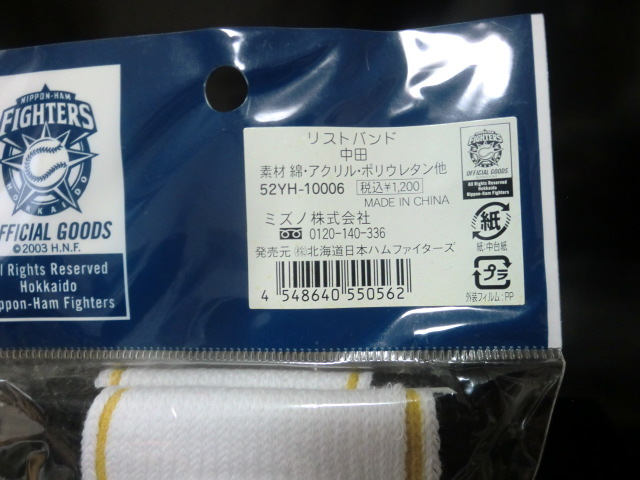 NIPPON-HAM
FIGHTERS
HOKKAIDO
OFFICIAL GOODS
©2003 H.N.F.
All Rights Reserved
Hokkaido
Nippon-Ham Fighters
リストバンド
中田
素材 綿・アクリル・ポリウレタン他
52YH-10006 税込¥1,200
MADE IN CHINA
ミズノ株式会社
0120-140-336
発売元 ㈱北海道日本ハムファイターズ
4 548640 550562
FIGHTERS
OFFICIAL GOODS
All Rights Reserved
Hokkaido
Nippon-Ham Fighters
紙
紙:中台紙
プラ
外装フィルム:PP